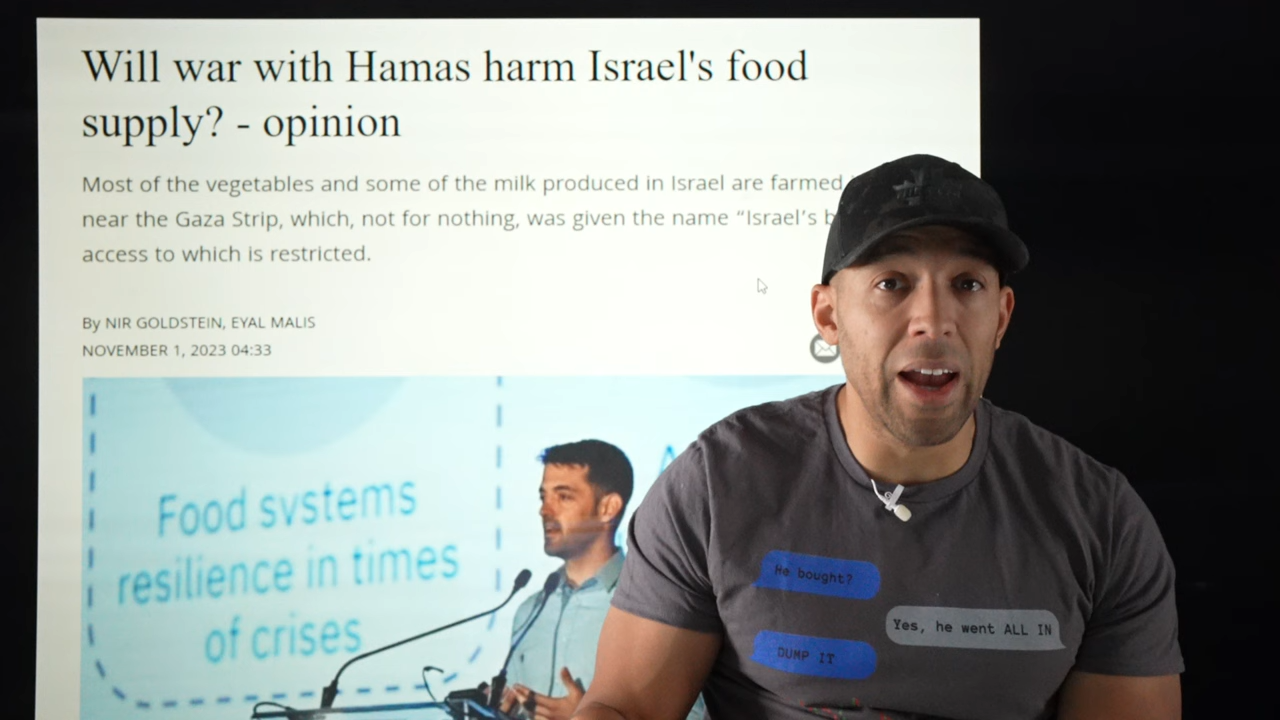 Will war with Hamas harm Israel's food
supply? - opinion
Most of the vegetables and some of the milk produced in Israel are farmed
near the Gaza Strip, which, not for nothing, was given the name “Israel’s b
access to which is restricted.
By NIR GOLDSTEIN, EYAL MALIS
NOVEMBER 1, 2023 04:33
Food systems
resilience in times
of crises
He bought?
Yes, he went ALL IN
DUMP IT